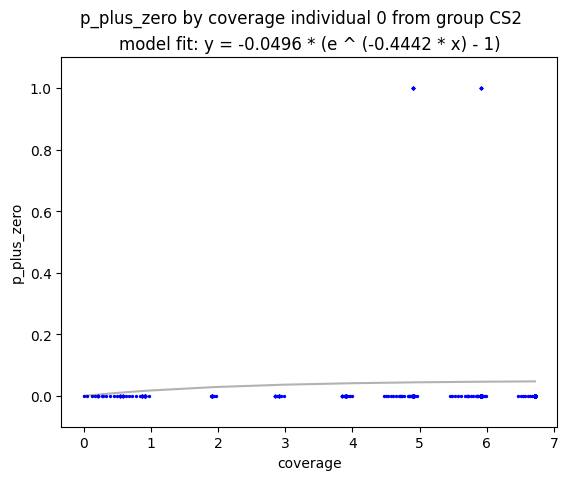 p_plus_zero by coverage individual 0 from group CS2
model fit: y = -0.0496 * (e ^ (-0.4442 * x) - 1)
1.0
0.8
0.6
0.4
0.2
0.0
p_plus_zero
0 1 2 3 4 5 6 7
coverage